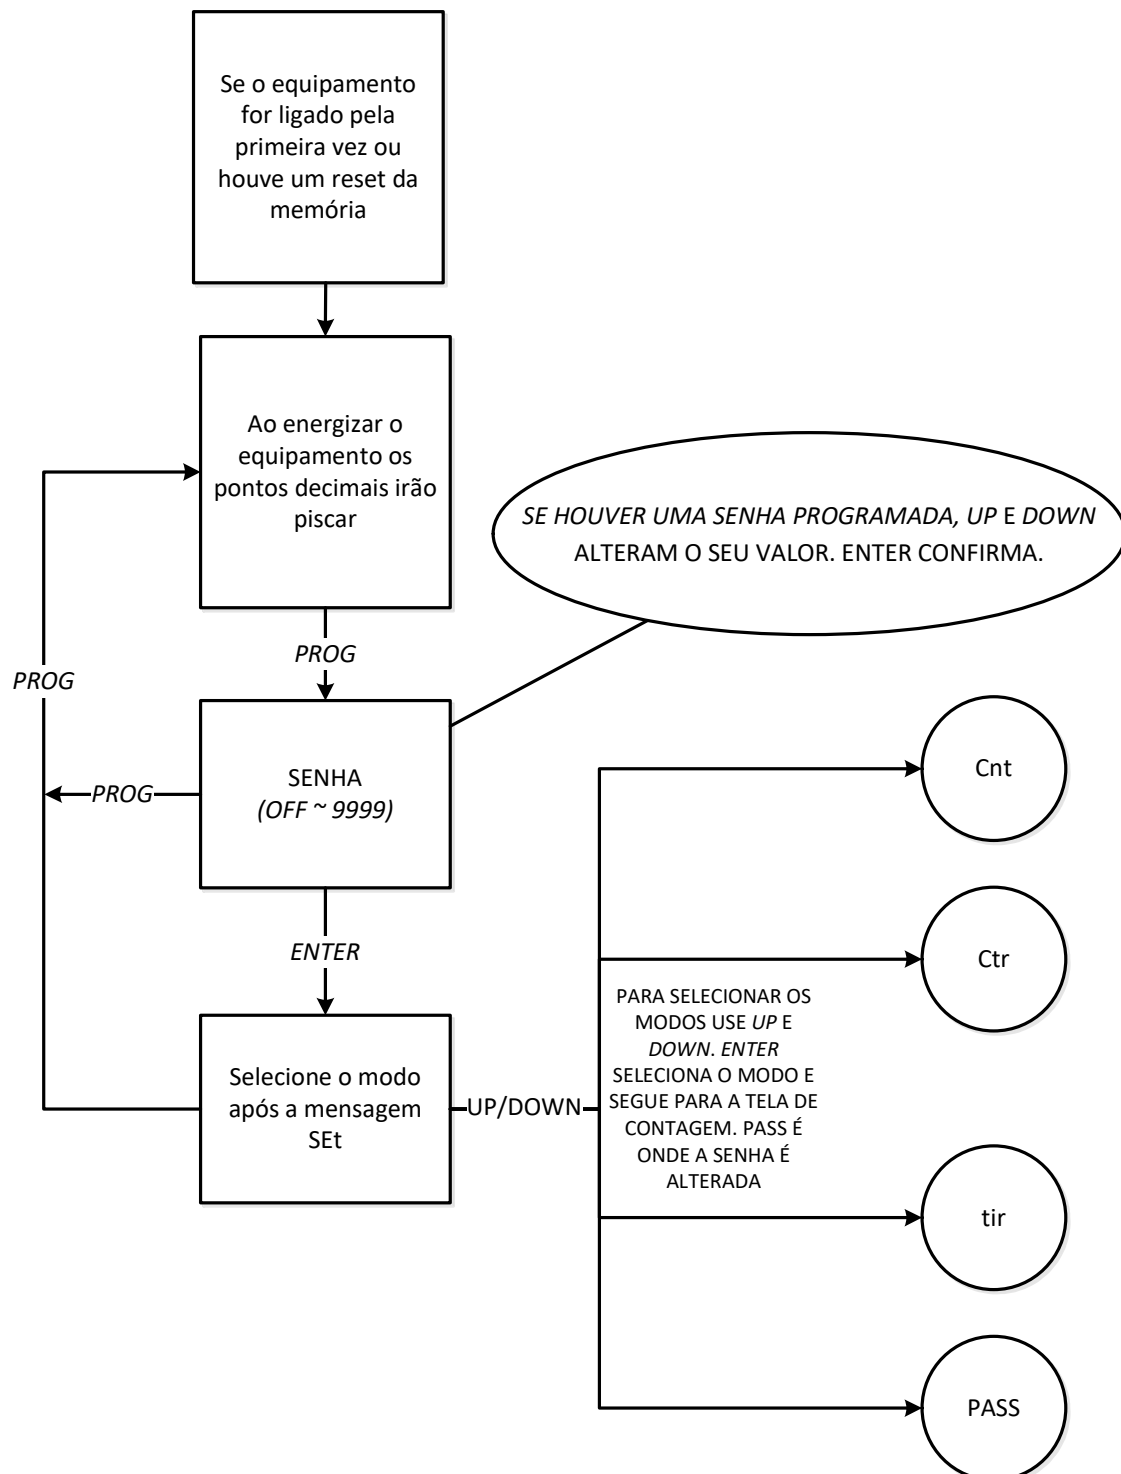 Se o equipamento
for ligado pela
primeira vez ou
houve um reset da
memória
Ao energizar o
equipamento os
pontos decimais irão
piscar
SE HOUVER UMA SENHA PROGRAMADA, UP E DOWN
ALTERAM O SEU VALOR. ENTER CONFIRMA.
PROG
PROG
SENHA
(OFF ~ 9999)
PROG
ENTER
Selecione o modo
após a mensagem
SEt
UP/DOWN
PARA SELECIONAR OS
MODOS USE UP E
DOWN. ENTER
SELECIONA O MODO E
SEGUE PARA A TELA DE
CONTAGEM. PASS É
ONDE A SENHA É
ALTERADA
Cnt
Ctr
tir
PASS